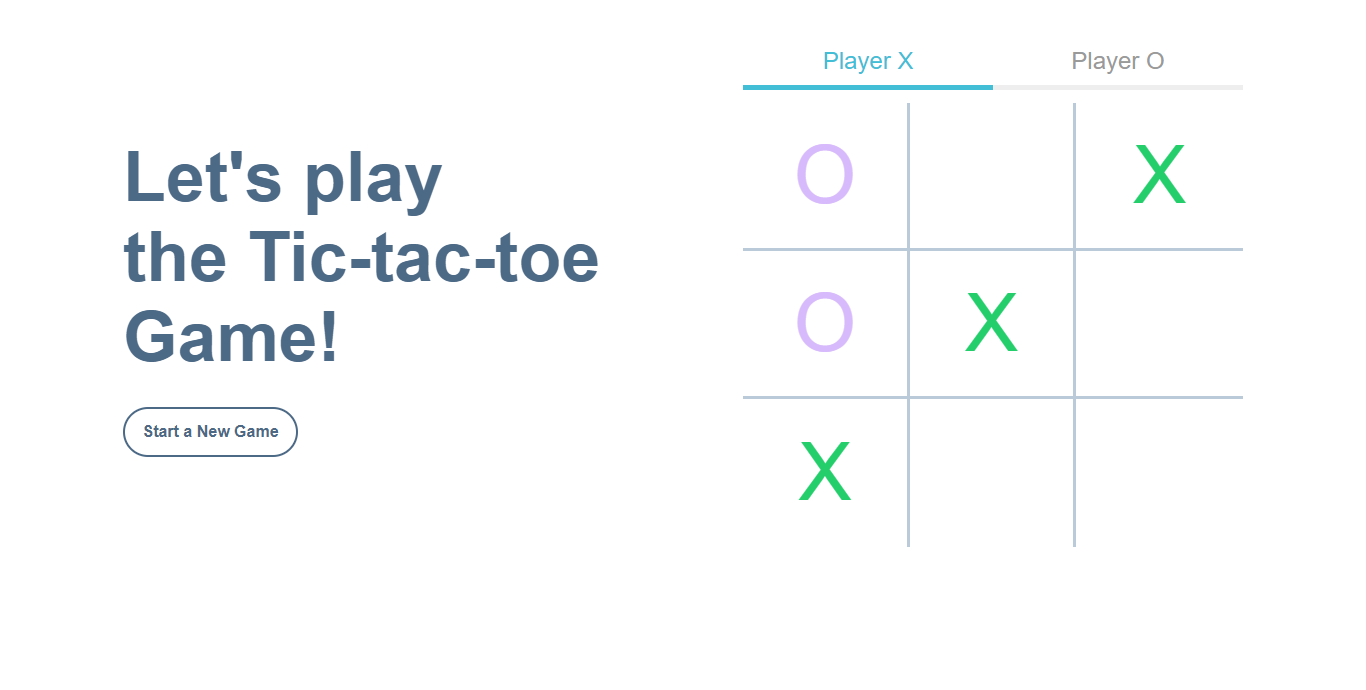 Player X Player O
Let's play
the Tic-tac-toe
Game!
Start a New Game
O X
O X
X